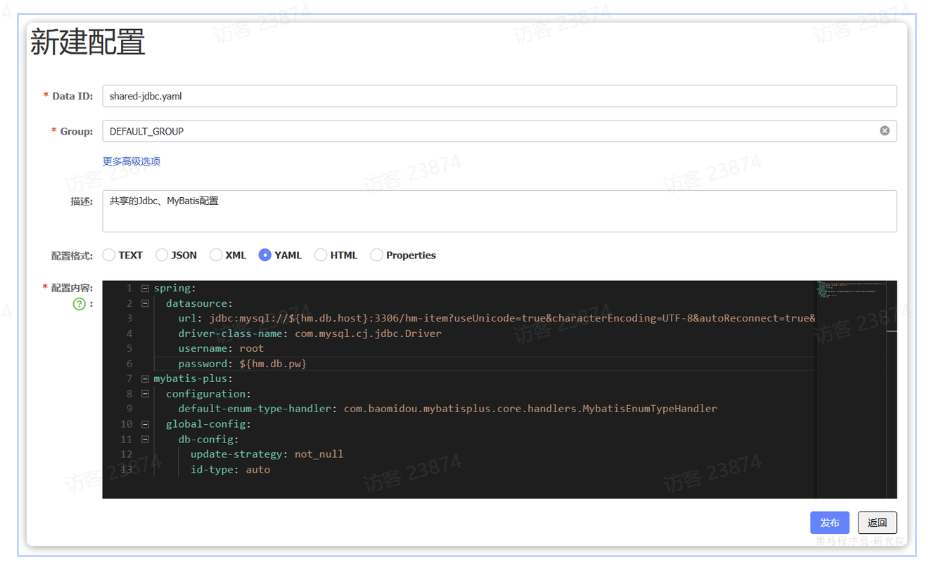 新建配置
* Data ID: shared-jdbc.yaml
* Group: DEFAULT_GROUP
更多高级选项
描述: 共享的Jdbc、MyBatis配置
配置格式: TEXT JSON XML YAML HTML Properties
* 配置内容:
? :
1 spring:
2 datasource:
3 url: jdbc:mysql://${hm.db.host}:3306/hm-item?useUnicode=true&characterEncoding=UTF-8&autoReconnect=true&
4 driver-class-name: com.mysql.cj.jdbc.Driver
5 username: root
6 password: ${hm.db.pw}
7 mybatis-plus:
8 configuration:
9 default-enum-type-handler: com.baomidou.mybatisplus.core.handlers.MybatisEnumTypeHandler
10 global-config:
11 db-config:
12 update-strategy: not_null
13 id-type: auto
发布 返回
访客 23874